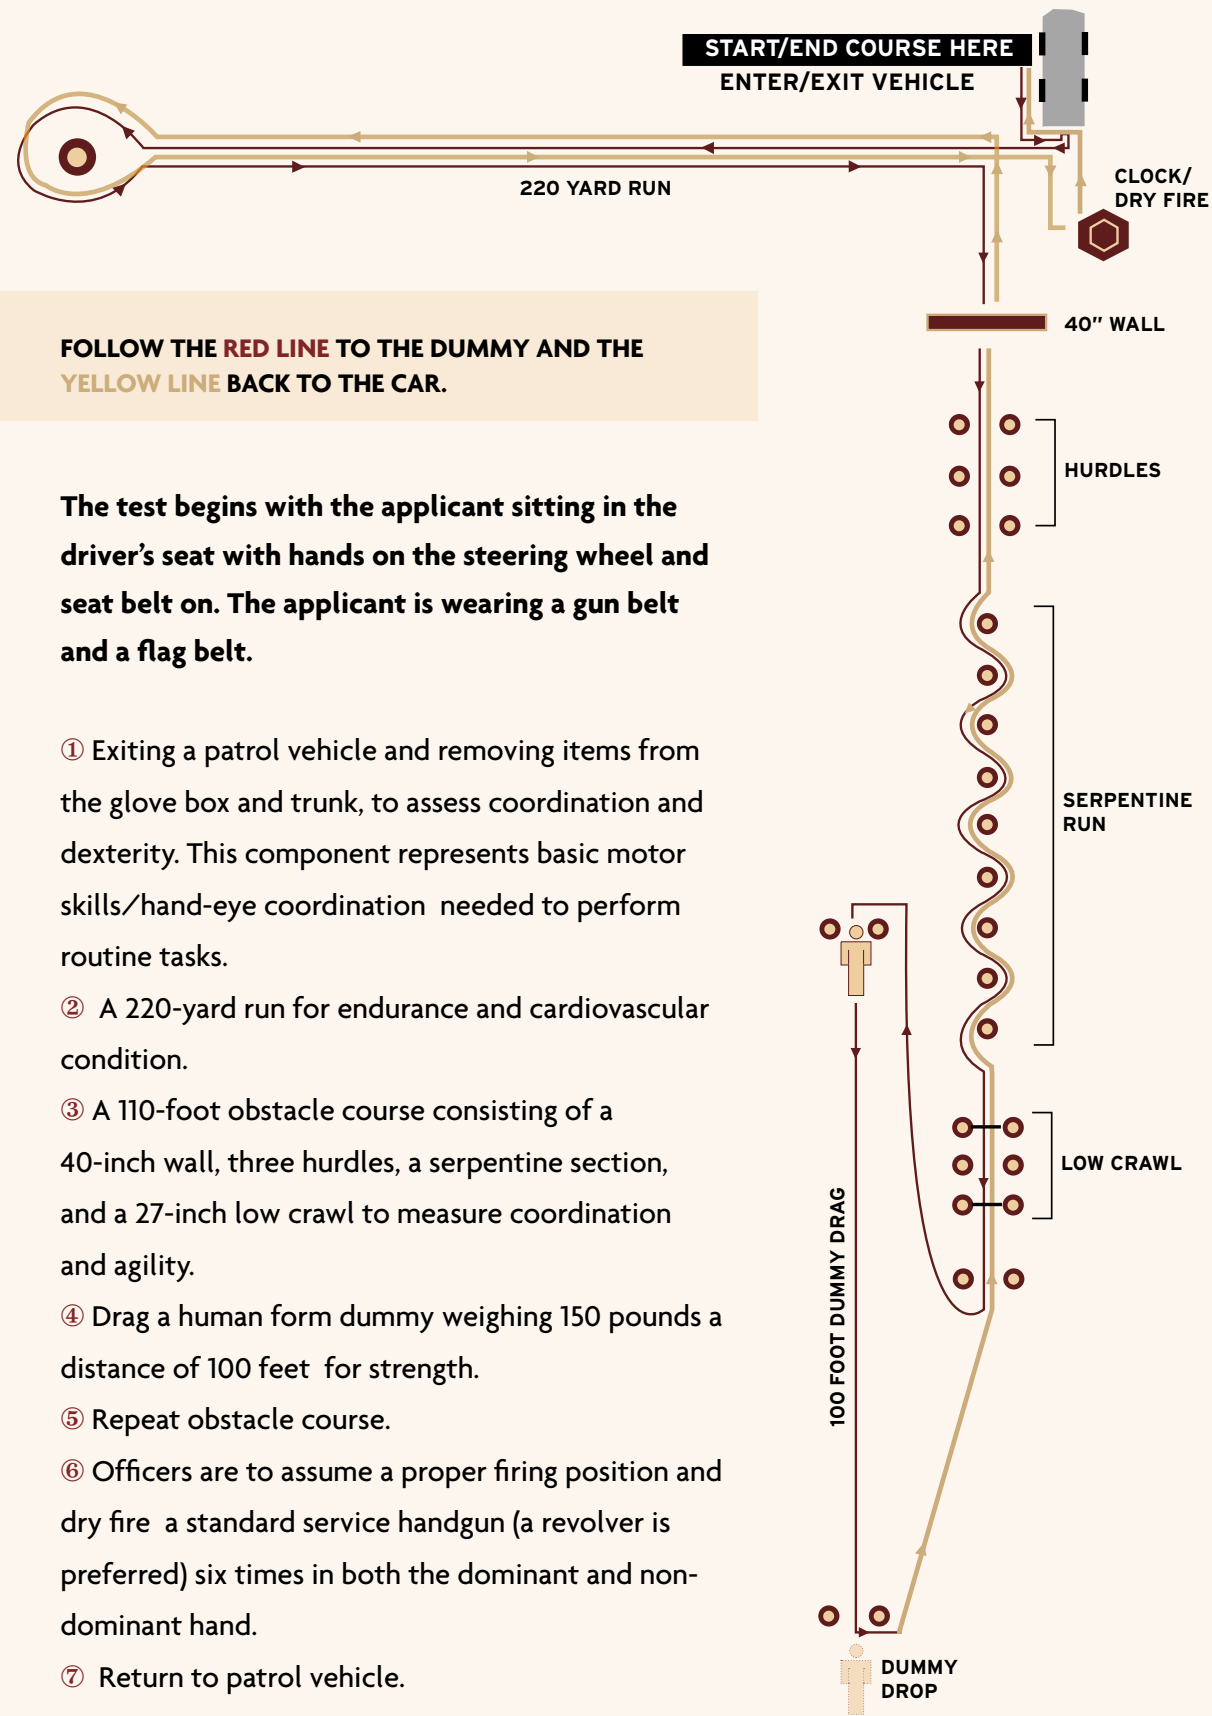 START/END COURSE HERE
ENTER/EXIT VEHICLE
CLOCK/
DRY FIRE
220 YARD RUN
40” WALL
FOLLOW THE RED LINE TO THE DUMMY AND THE
YELLOW LINE BACK TO THE CAR.
HURDLES
The test begins with the applicant sitting in the
driver’s seat with hands on the steering wheel and
seat belt on. The applicant is wearing a gun belt
and a flag belt.
① Exiting a patrol vehicle and removing items from
the glove box and trunk, to assess coordination and
dexterity. This component represents basic motor
skills/hand-eye coordination  needed to perform
routine tasks.
②  A 220-yard run for endurance and cardiovascular
condition.
③ A 110-foot obstacle course consisting of a
40-inch wall, three hurdles, a serpentine section,
and a 27-inch low crawl to measure coordination
and agility.
④ Drag a human form dummy weighing 150 pounds a
distance of 100 feet  for strength.
⑤ Repeat obstacle course.
⑥ Officers are to assume a proper firing position and
dry fire  a standard service handgun (a revolver is
preferred) six times in both the dominant and non-
dominant hand.
⑦  Return to patrol vehicle.
SERPENTINE
RUN
LOW CRAWL
100 FOOT DUMMY DRAG
DUMMY
DROP